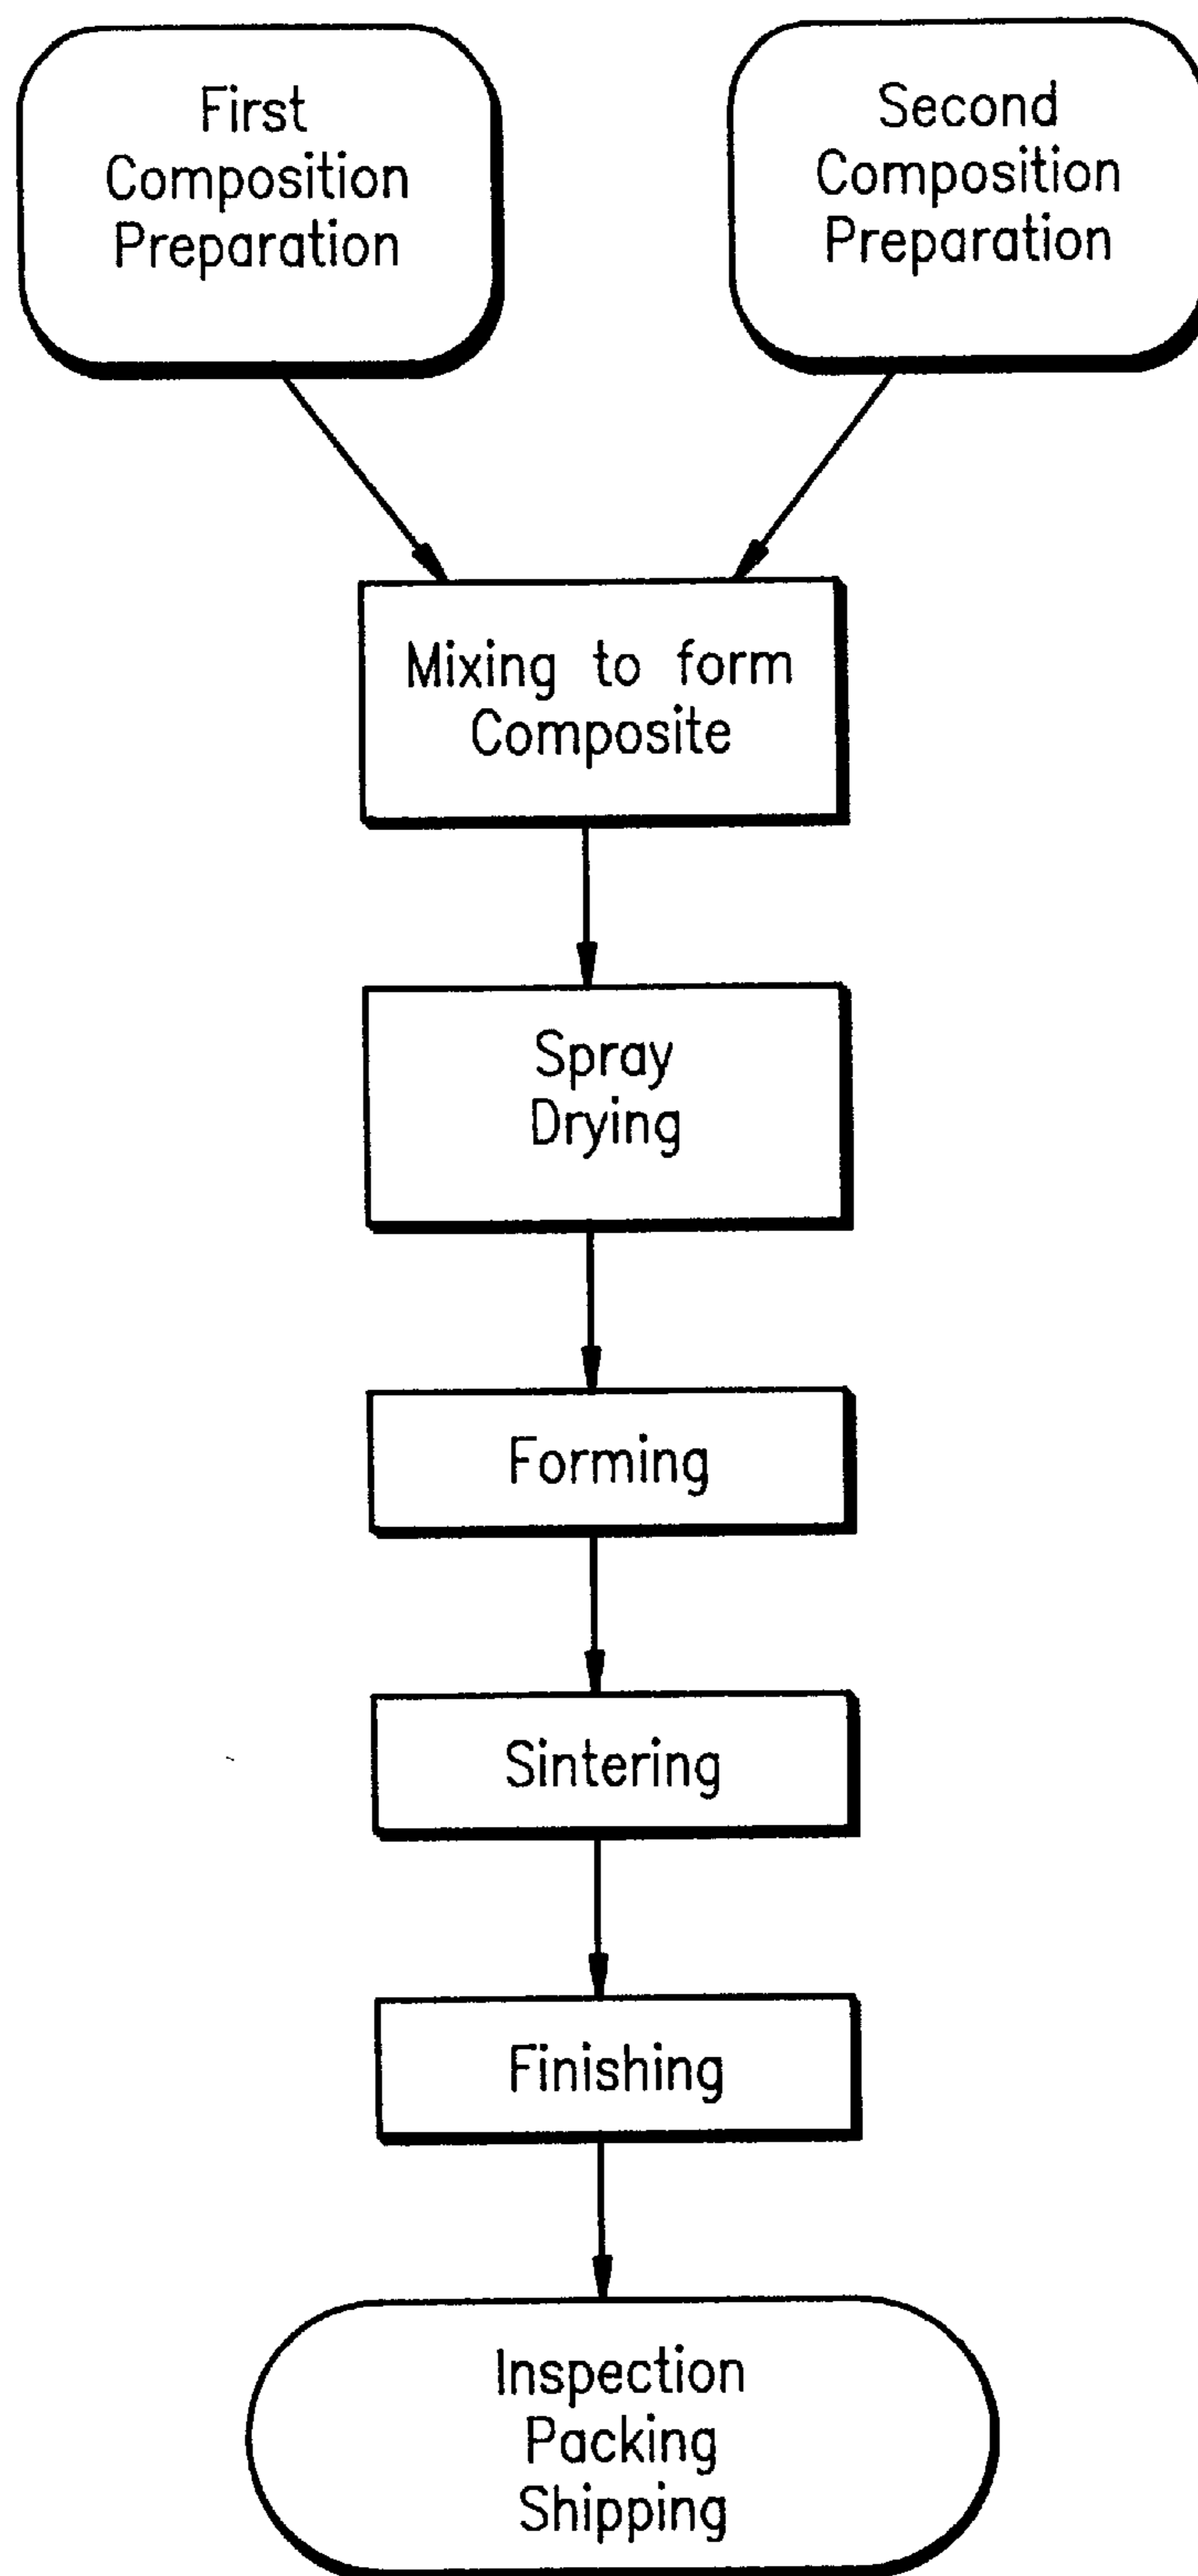 First
Composition
Preparation
Second
Composition
Preparation
Mixing to form
Composite
Spray
Drying
Forming
Sintering
Finishing
Inspection
Packing
Shipping